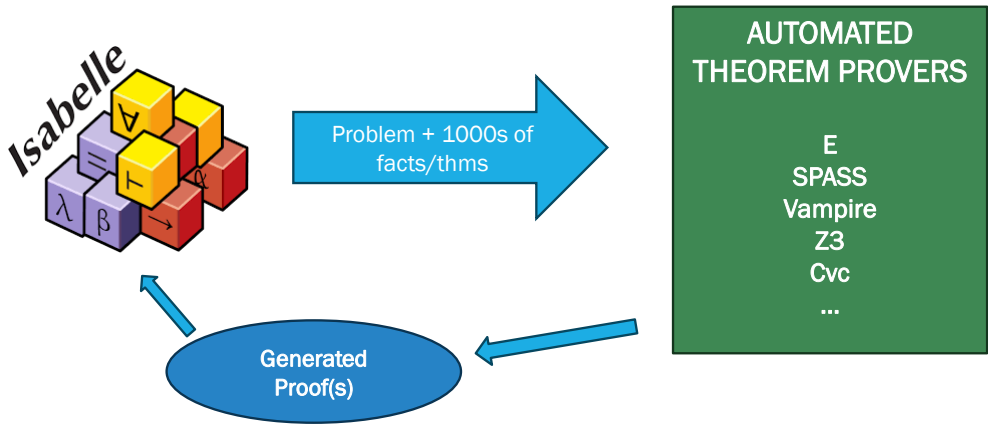 Isabelle
∀
=
α
λ
β
→
Problem + 1000s of
facts/thms
AUTOMATED
THEOREM PROVERS
E
SPASS
Vampire
Z3
Cvc
...
Generated
Proof(s)